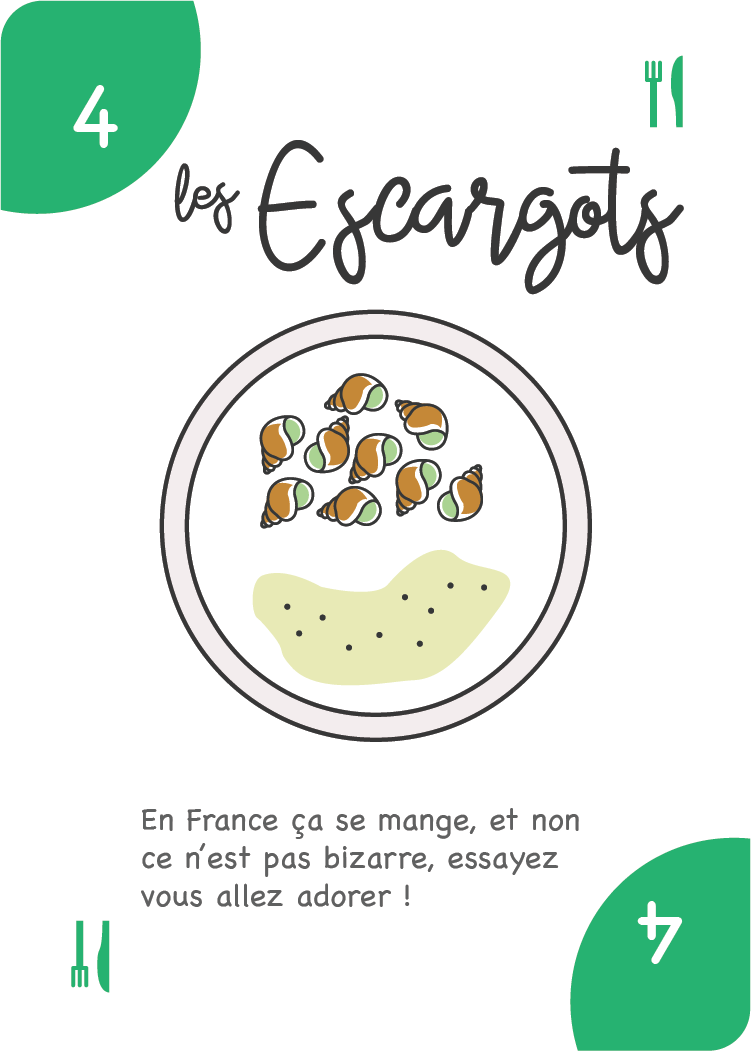 4
les Escargots
En France ça se mange, et non
ce n'est pas bizarre, essayez
vous allez adorer !
4